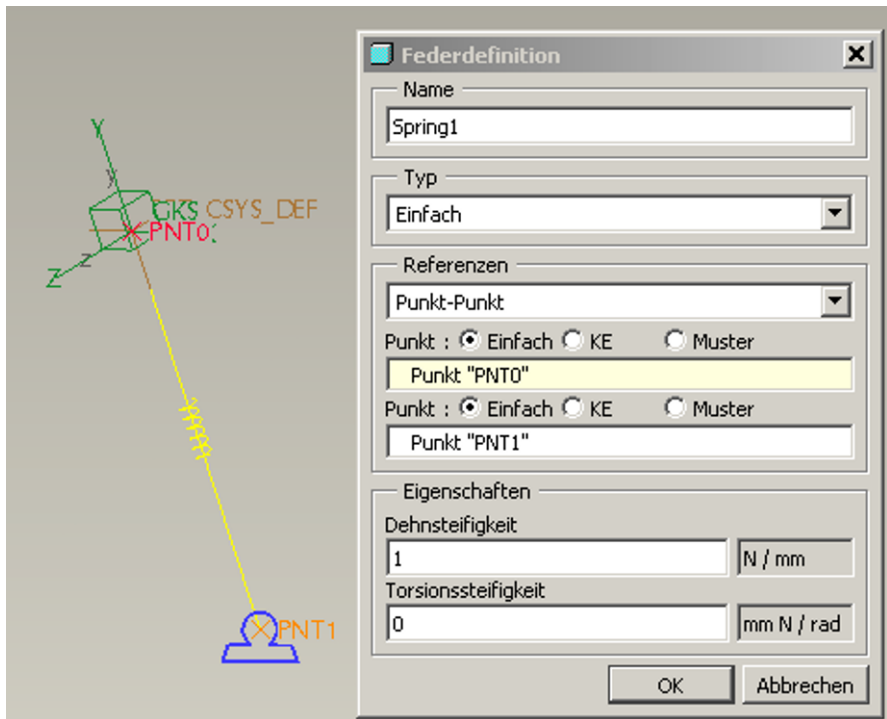 Y
y
GKS CSYS_DEF
PNT0
Z
z
PNT1
Federdefinition
Name
Spring1
Typ
Einfach
Referenzen
Punkt-Punkt
Punkt : Einfach KE Muster
Punkt "PNT0"
Punkt : Einfach KE Muster
Punkt "PNT1"
Eigenschaften
Dehnsteifigkeit
1 N / mm
Torsionssteifigkeit
0 mm N / rad
OK Abbrechen